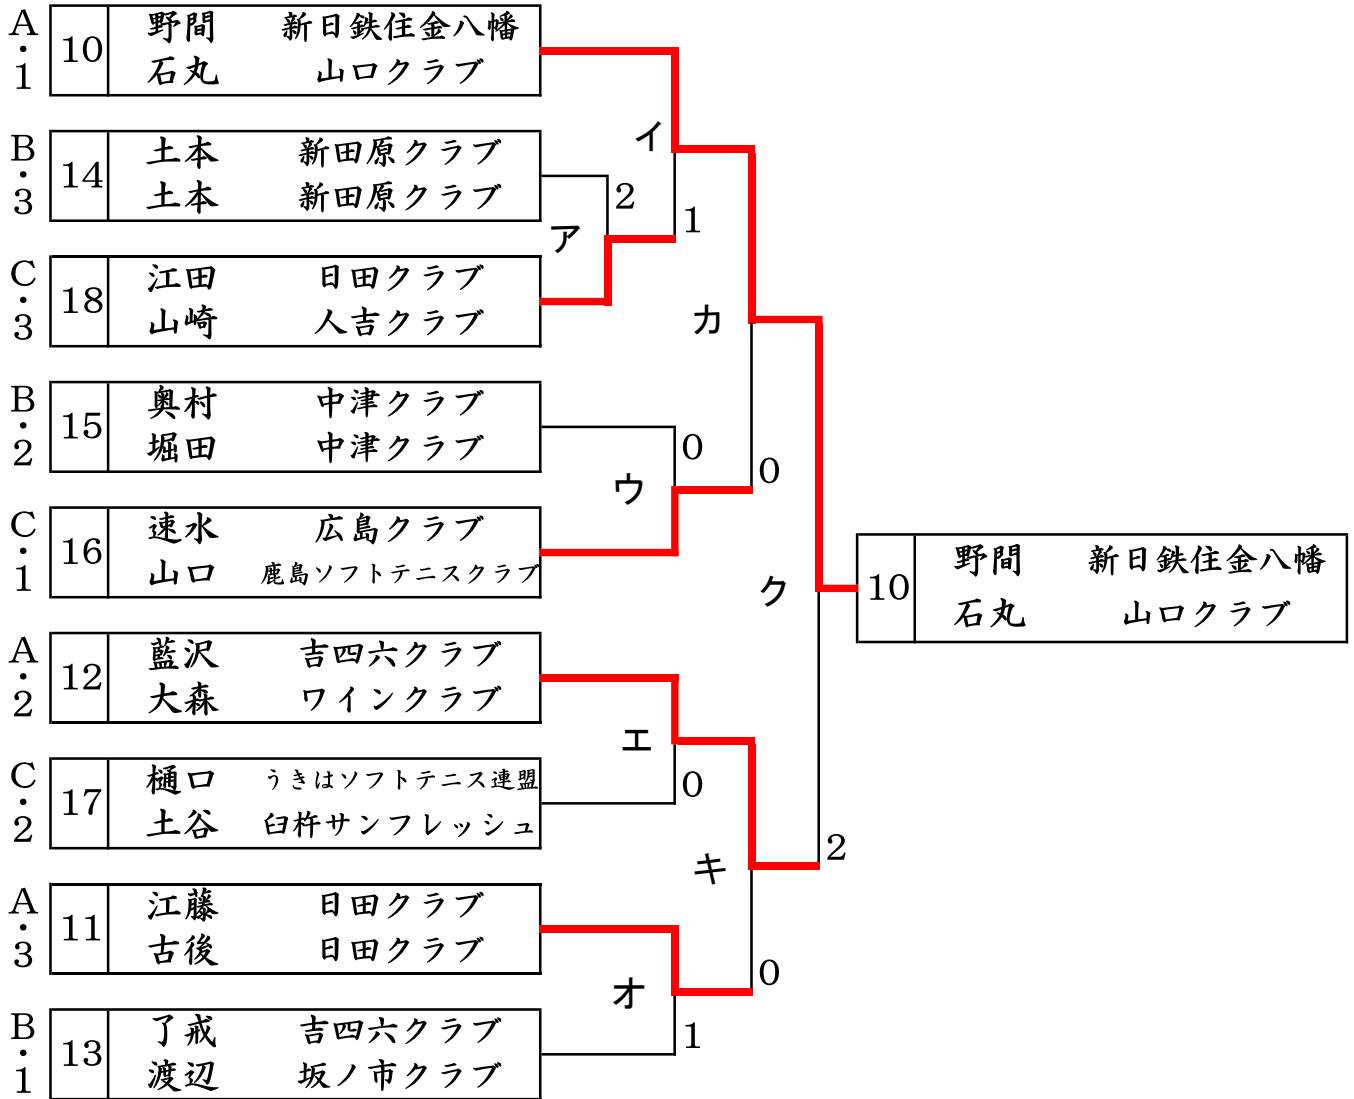 A・1 10 野間 新日鉄住金八幡
石丸 山口クラブ
イ
B・3 14 土本 新田原クラブ
土本 新田原クラブ
2
1
ア
C・3 18 江田 日田クラブ
山崎 人吉クラブ
カ
B・2 15 奥村 中津クラブ
堀田 中津クラブ
0
0
ウ
C・1 16 速水 広島クラブ
山口 鹿島ソフトテニスクラブ
ク
10 野間 新日鉄住金八幡
石丸 山口クラブ
A・2 12 藍沢 吉四六クラブ
大森 ワインクラブ
エ
C・2 17 樋口 うきはソフトテニス連盟
土谷 臼杵サンフレッシュ
0
2
キ
A・3 11 江藤 日田クラブ
古後 日田クラブ
0
オ
B・1 13 了戒 吉四六クラブ
渡辺 坂ノ市クラブ
1